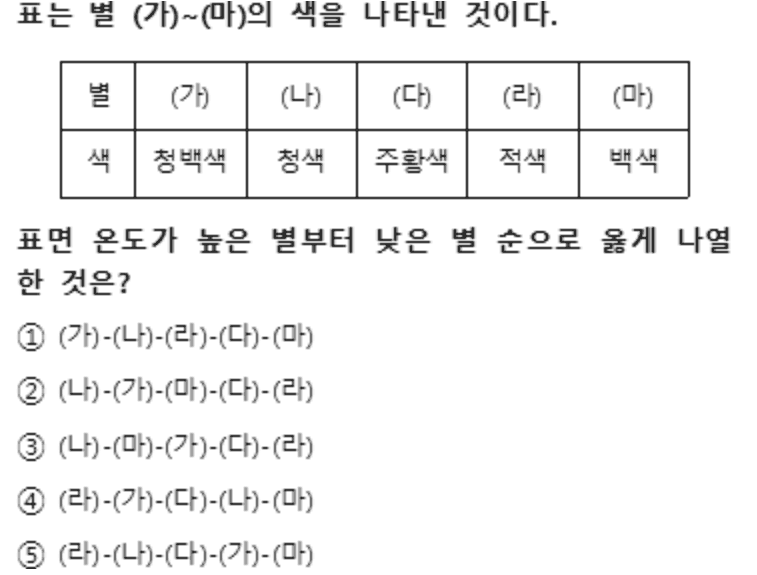 표는 별 (가)~(마)의 색을 나타낸 것이다.
별 (가) (나) (다) (라) (마)
색 청백색 청색 주황색 적색 백색
표면 온도가 높은 별부터 낮은 별 순으로 옳게 나열
한 것은?
① (가)-(나)-(라)-(다)-(마)
② (나)-(가)-(마)-(다)-(라)
③ (나)-(마)-(가)-(다)-(라)
④ (라)-(가)-(다)-(나)-(마)
⑤ (라)-(나)-(다)-(가)-(마)